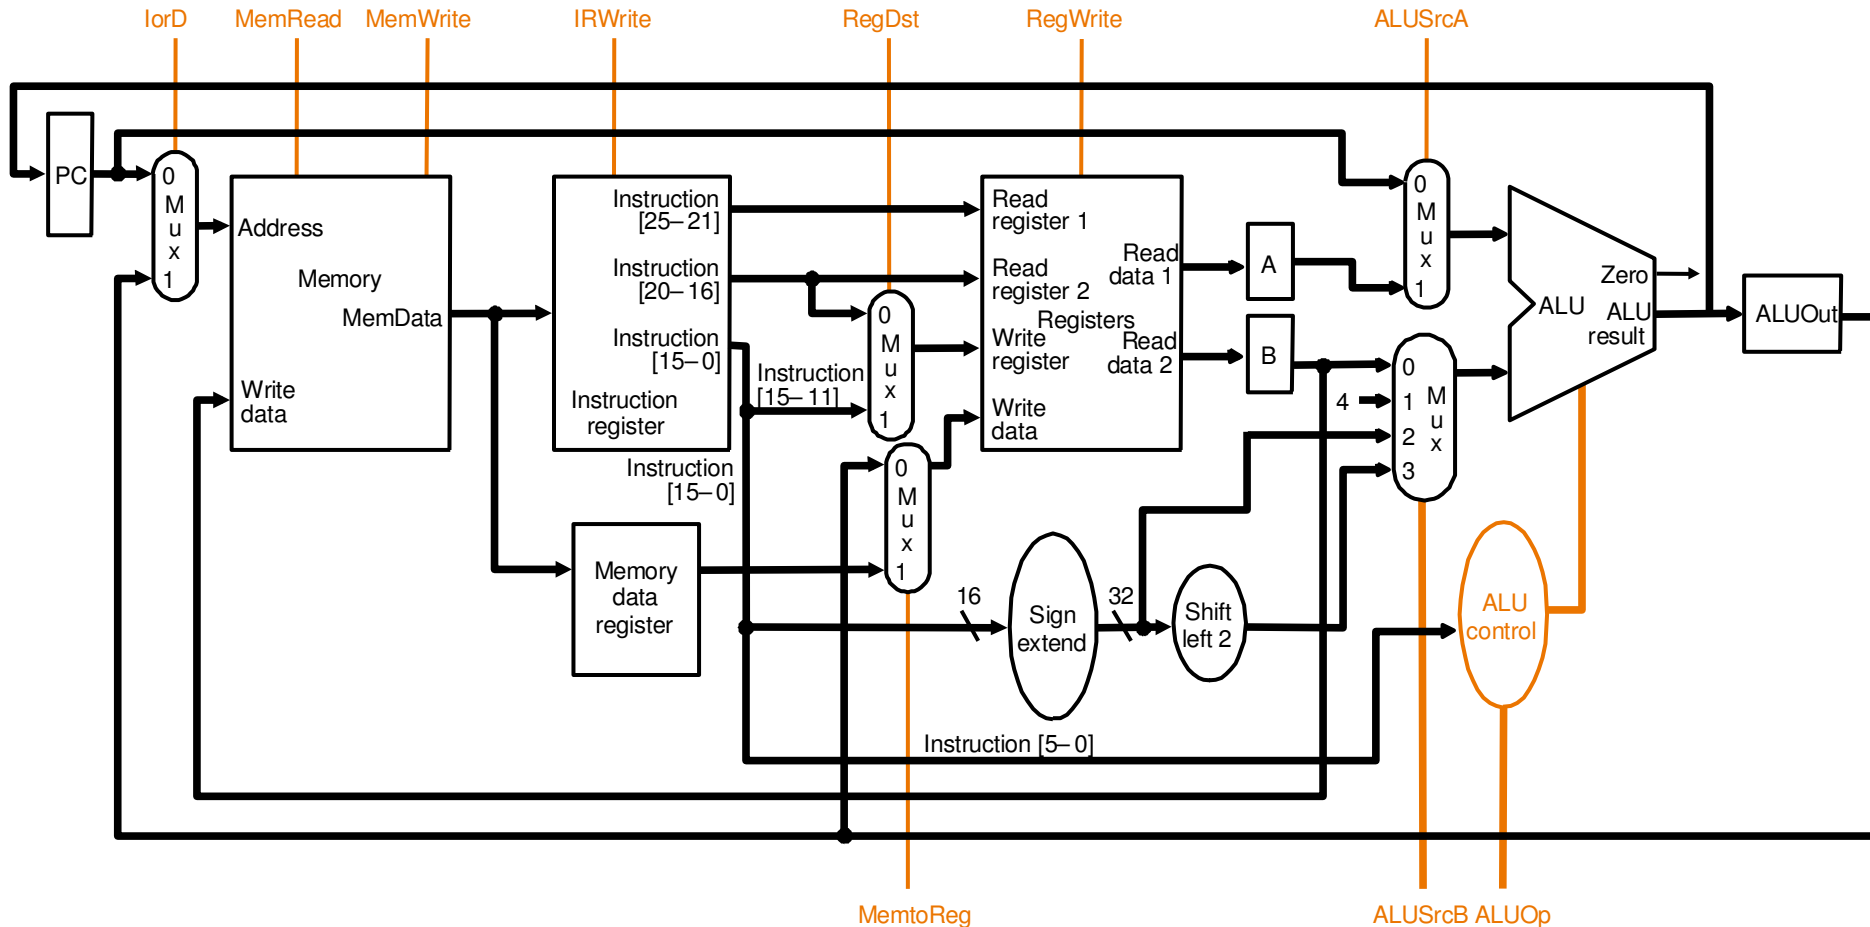 IorD MemRead MemWrite IRWrite RegDst RegWrite ALUSrcA
PC
0
M
u
x
1
Address
Memory
MemData
Write
data
Instruction
[25–21]
Instruction
[20–16]
Instruction
[15–0]
Instruction
register
Instruction
[15–0]
Instruction
[15–11]
0
M
u
x
1
Read
register 1
Read
register 2
Registers
Write
register
Write
data
Read
data 1
Read
data 2
A
B
4
0
M
u
x
1
0
1
2
3
M
u
x
Zero
ALU
ALU
result
ALUOut
0
M
u
x
1
Memory
data
register
16
Sign
extend
32
Shift
left 2
ALU
control
Instruction [5–0]
MemtoReg ALUSrcB ALUOp